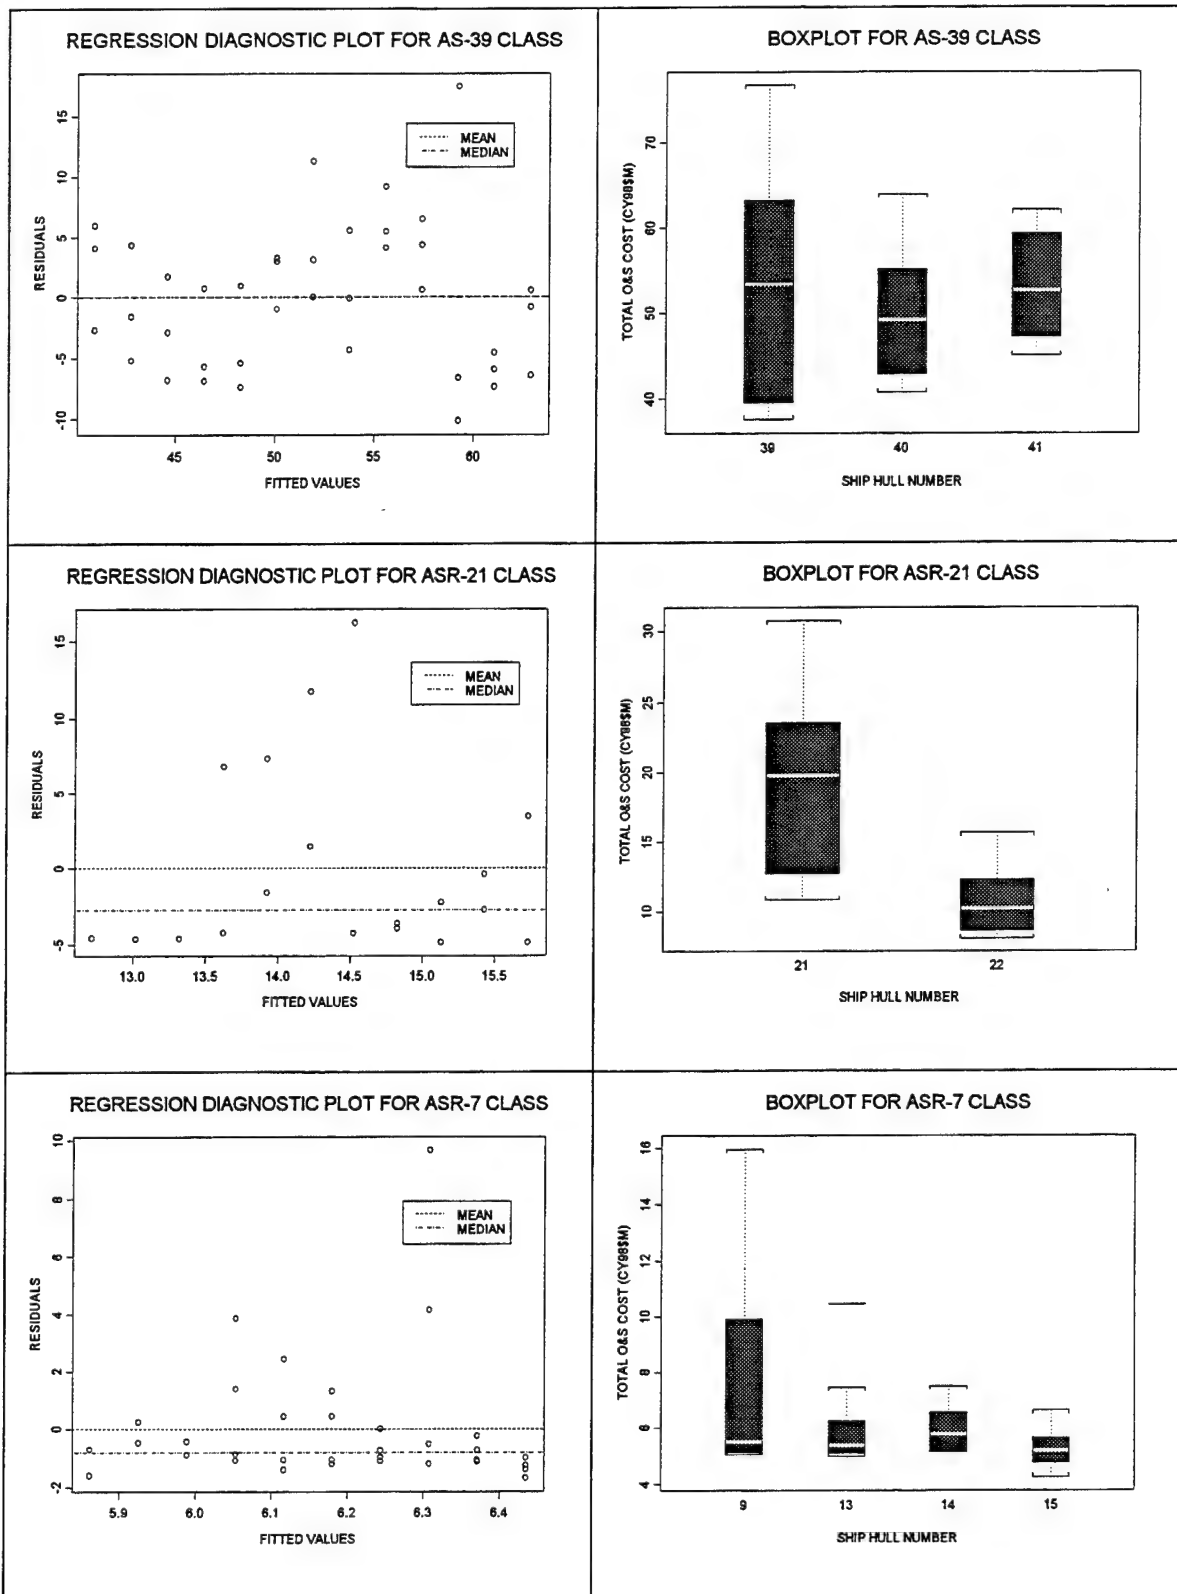 REGRESSION DIAGNOSTIC PLOT FOR AS-39 CLASS
15
10
5
0
-5
-10
RESIDUALS
MEAN
MEDIAN
45
50
55
60
FITTED VALUES
BOXPLOT FOR AS-39 CLASS
70
60
50
40
TOTAL O&S COST (CY98$M)
39
40
41
SHIP HULL NUMBER
REGRESSION DIAGNOSTIC PLOT FOR ASR-21 CLASS
15
10
5
0
-5
RESIDUALS
MEAN
MEDIAN
13.0
13.5
14.0
14.5
15.0
15.5
FITTED VALUES
BOXPLOT FOR ASR-21 CLASS
30
25
20
15
10
TOTAL O&S COST (CY98$M)
21
22
SHIP HULL NUMBER
REGRESSION DIAGNOSTIC PLOT FOR ASR-7 CLASS
10
8
6
4
2
0
-2
RESIDUALS
MEAN
MEDIAN
5.9
6.0
6.1
6.2
6.3
6.4
FITTED VALUES
BOXPLOT FOR ASR-7 CLASS
16
14
12
10
8
6
4
TOTAL O&S COST (CY98$M)
9
13
14
15
SHIP HULL NUMBER